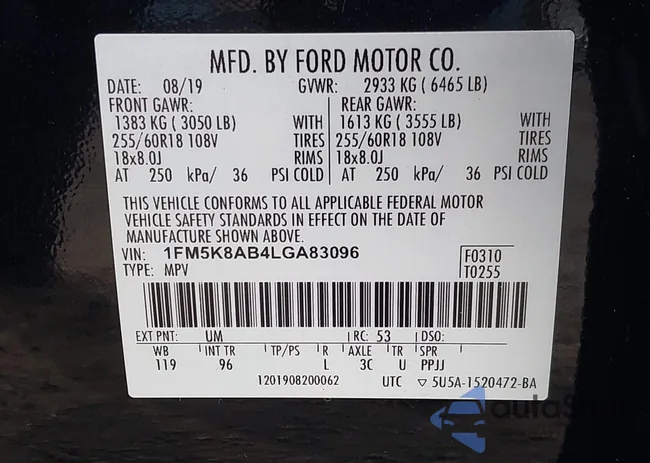 MFD. BY FORD MOTOR CO.
DATE: 08/19 GVWR: 2933 KG ( 6465 LB)
FRONT GAWR: REAR GAWR:
1383 KG ( 3050 LB) WITH 1613 KG ( 3555 LB) WITH
255/60R18 108V TIRES 255/60R18 108V TIRES
18x8.0J RIMS 18x8.0J RIMS
AT 250 kPa/ 36 PSI COLD AT 250 kPa/ 36 PSI COLD
THIS VEHICLE CONFORMS TO ALL APPLICABLE FEDERAL MOTOR
VEHICLE SAFETY STANDARDS IN EFFECT ON THE DATE OF
MANUFACTURE SHOWN ABOVE.
VIN: 1FM5K8AB4LGA83096 F0310
TYPE: MPV T0255
EXT PNT: UM RC: 53 DSO:
WB INT TR TP/PS R AXLE TR SPR
119 96 L 3C U PPJJ
1201908200062 UTC ▽ 5U5A-1520472-BA